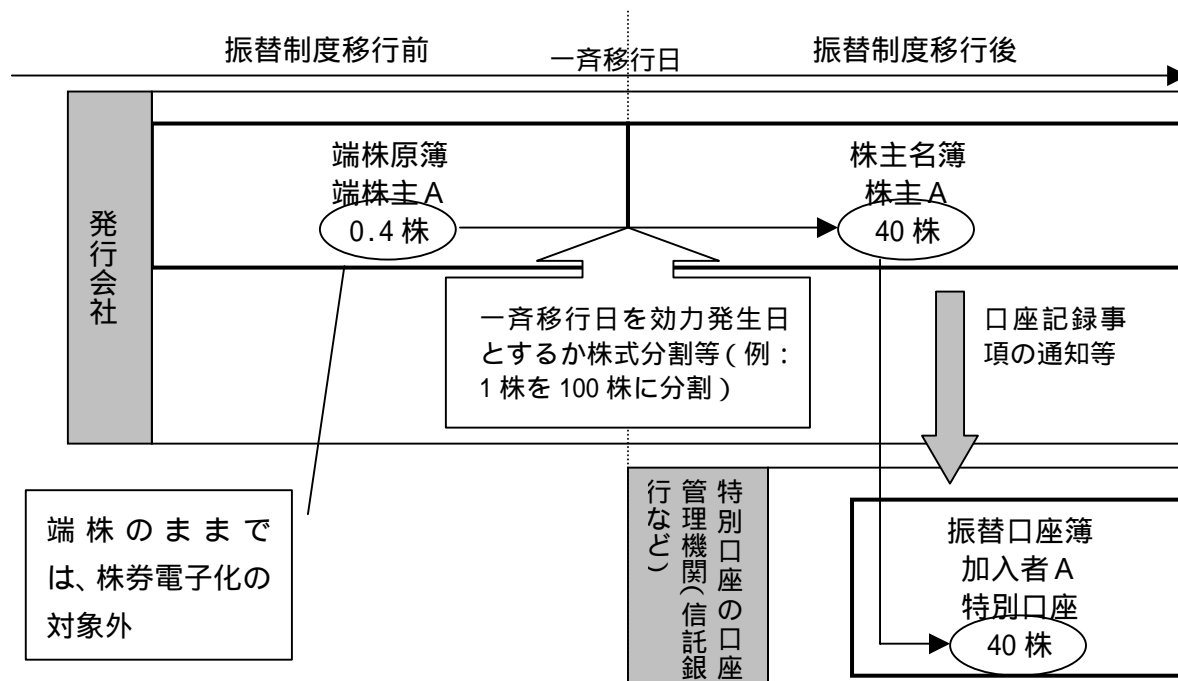 振替制度移行前
一斉移行日
振替制度移行後
発行会社
端株原簿
端株主A
0.4株
株主名簿
株主A
40株
一斉移行日を効力発生日
とするか株式分割等(例:
1株を100株に分割)
口座記録事
項の通知等
端株のままで
は、株券電子化の
対象外
特別口座の口座
管理機関(信託銀
行など)
振替口座簿
加入者A
特別口座
40株